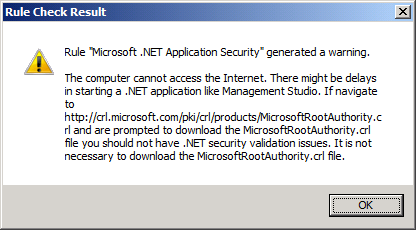 Rule Check Result
Rule "Microsoft .NET Application Security" generated a warning.
The computer cannot access the Internet. There might be delays
in starting a .NET application like Management Studio. If navigate
to
http://crl.microsoft.com/pki/crl/products/MicrosoftRootAuthority.c
rl and are prompted to download the MicrosoftRootAuthority.crl
file you should not have .NET security validation issues. It is not
necessary to download the MicrosoftRootAuthority.crl file.
OK